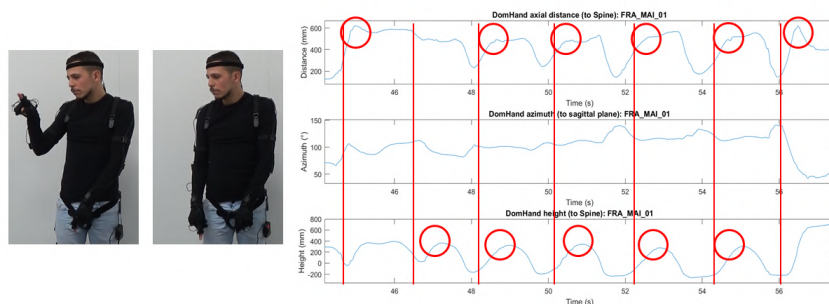 DomHand axial distance (to Spine): FRA_MAI_01
Distance (mm)
600
400
200
46 48 50 52 54 56
Time (s)
DomHand azimuth (to sagittal plane): FRA_MAI_01
Azimuth (°)
150
100
50
46 48 50 52 54 56
Time (s)
DomHand height (to Spine): FRA_MAI_01
Height (mm)
800
600
400
200
0
-200
46 48 50 52 54 56
Time (s)